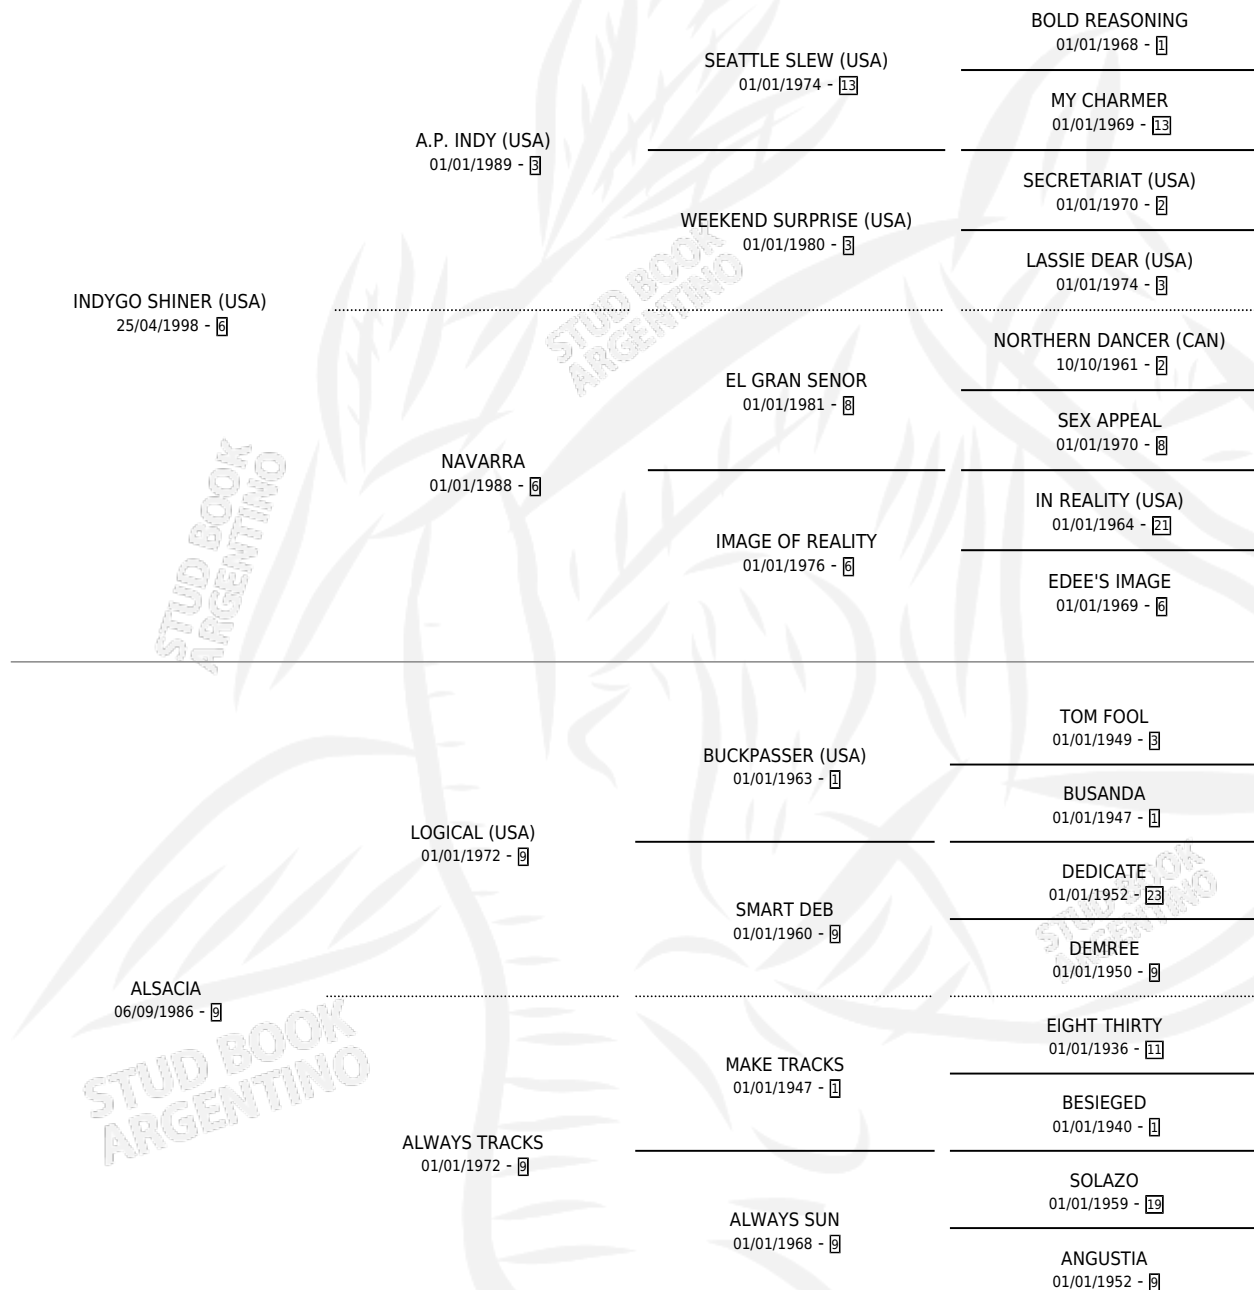 BOLD REASONING
01/01/1968 - 1
SEATTLE SLEW (USA)
01/01/1974 - 13
MY CHARMER
01/01/1969 - 13
A.P. INDY (USA)
01/01/1989 - 3
SECRETARIAT (USA)
01/01/1970 - 2
WEEKEND SURPRISE (USA)
01/01/1980 - 3
LASSIE DEAR (USA)
01/01/1974 - 3
INDYGO SHINER (USA)
25/04/1998 - 6
NORTHERN DANCER (CAN)
10/10/1961 - 2
EL GRAN SENOR
01/01/1981 - 8
SEX APPEAL
01/01/1970 - 8
NAVARRA
01/01/1988 - 6
IN REALITY (USA)
01/01/1964 - 21
IMAGE OF REALITY
01/01/1976 - 6
EDEE'S IMAGE
01/01/1969 - 6
TOM FOOL
01/01/1949 - 3
BUCKPASSER (USA)
01/01/1963 - 1
BUSANDA
01/01/1947 - 1
LOGICAL (USA)
01/01/1972 - 9
DEDICATE
01/01/1952 - 23
SMART DEB
01/01/1960 - 9
DEMREE
01/01/1950 - 9
ALSACIA
06/09/1986 - 9
EIGHT THIRTY
01/01/1936 - 11
MAKE TRACKS
01/01/1947 - 1
BESIEGED
01/01/1940 - 1
ALWAYS TRACKS
01/01/1972 - 9
SOLAZO
01/01/1959 - 19
ALWAYS SUN
01/01/1968 - 9
ANGUSTIA
01/01/1952 - 9
STUD BOOK
ARGENTINO
STUD BOOK
ARGENTINO
STUD BOOK
ARGENTINO
STUD BOOK
ARGENTINO